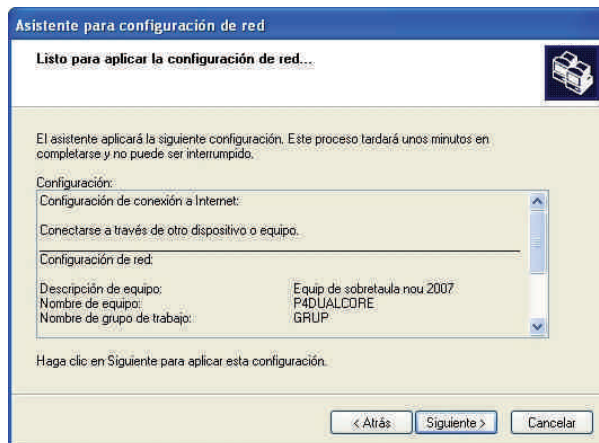 Asistente para configuración de red
Listo para aplicar la configuración de red...
El asistente aplicará la siguiente configuración. Este proceso tardará unos minutos en
completarse y no puede ser interrumpido.
Configuración:
Configuración de conexión a Internet:
Conectarse a través de otro dispositivo o equipo.
Configuración de red:
Descripción de equipo: Equip de sobretaula nou 2007
Nombre de equipo: P4DUALCORE
Nombre de grupo de trabajo: GRUP
Haga clic en Siguiente para aplicar esta configuración.
< Atrás Siguiente > Cancelar